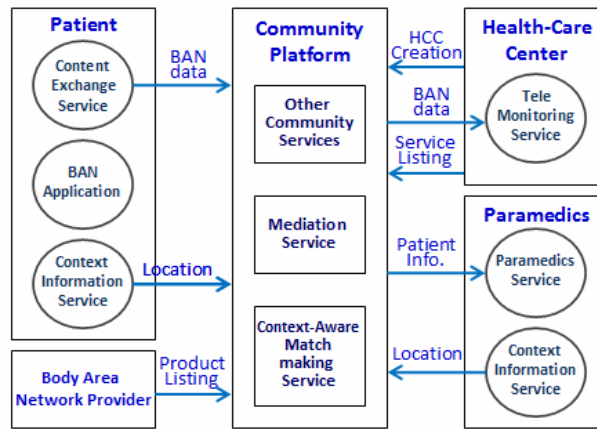 Patient
Content
Exchange
Service
BAN
Application
Context
Information
Service
Body Area
Network Provider
BAN
data
Location
Product
Listing
Community
Platform
Other
Community
Services
Mediation
Service
Context-Aware
Match
making
Service
HCC
Creation
BAN
data
Service
Listing
Patient
Info.
Location
Health-Care
Center
Tele
Monitoring
Service
Paramedics
Paramedics
Service
Context
Information
Service